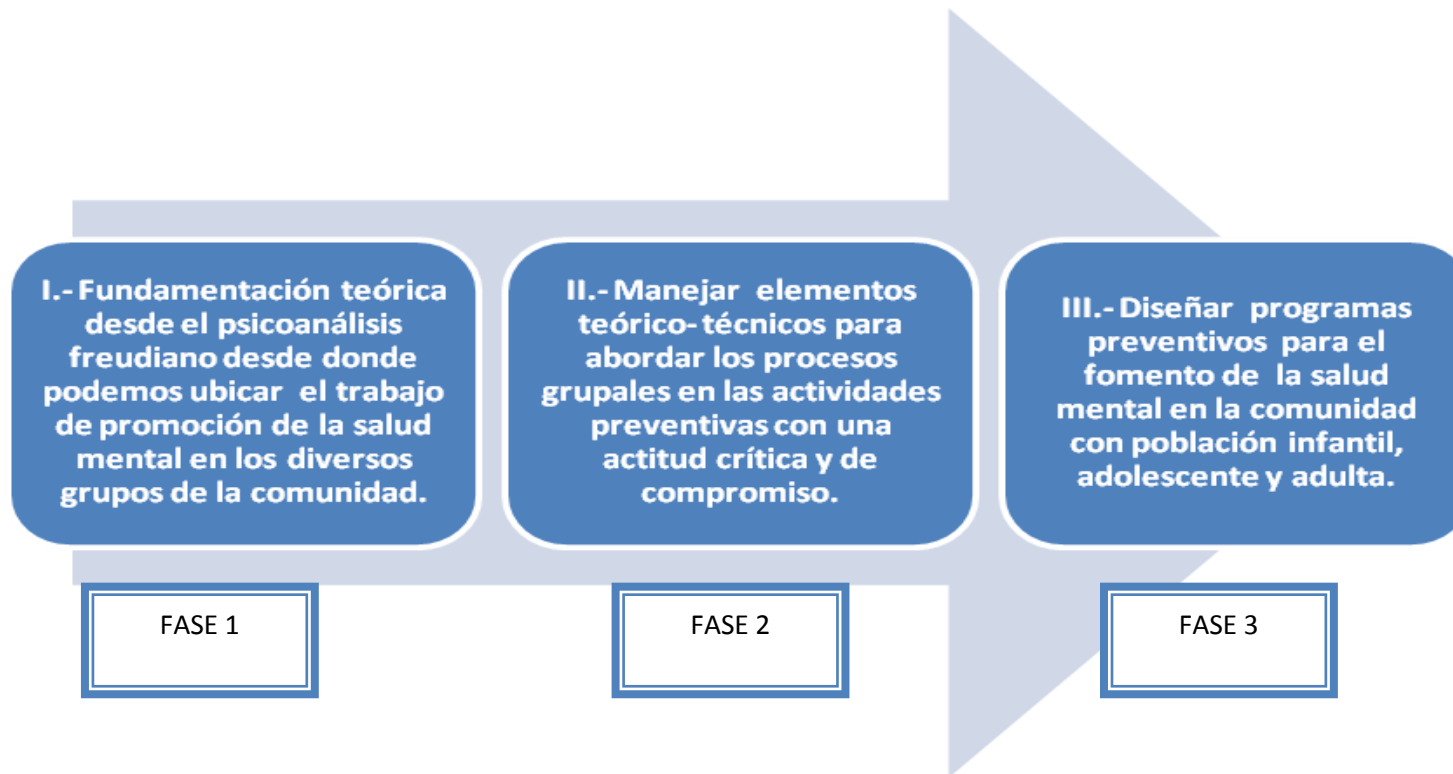 I.- Fundamentación teórica
desde el psicoanálisis
freudiano desde donde
podemos ubicar el trabajo
de promoción de la salud
mental en los diversos
grupos de la comunidad.
II.- Manejar elementos
teórico- técnicos para
abordar los procesos
grupales en las actividades
preventivas con una
actitud crítica y de
compromiso.
III.- Diseñar programas
preventivos para el
fomento de la salud
mental en la comunidad
con población infantil,
adolescente y adulta.
FASE 1
FASE 2
FASE 3